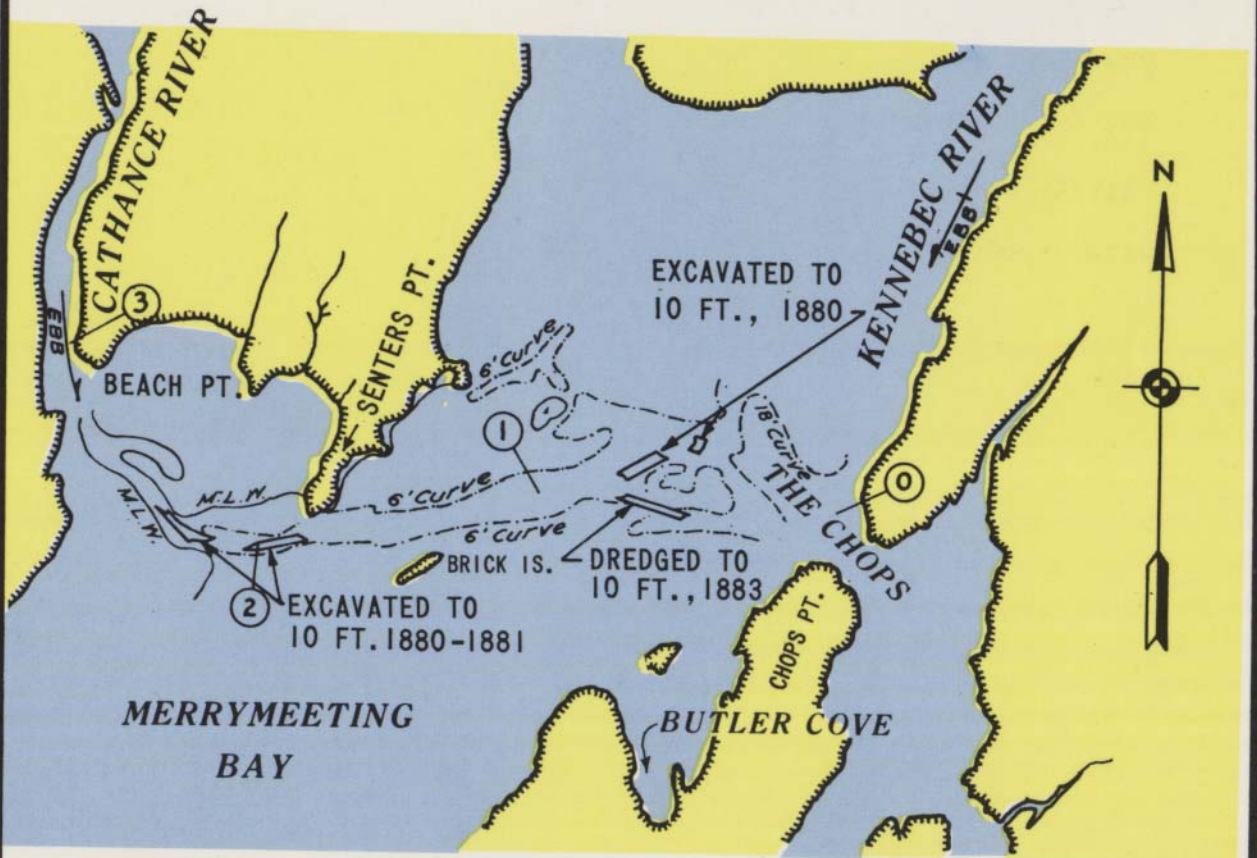 CATHANCE RIVER
KENNEBEC RIVER
EBB
N
EXCAVATED TO
10 FT., 1880
3
EBB
BEACH PT.
SENTERS PT.
6' Curve
1
18' Curve
THE CHOPS
0
M.L.W.
M.L.W.
6' Curve
6' Curve
BRICK IS.
DREDGED TO
10 FT., 1883
2
EXCAVATED TO
10 FT. 1880-1881
CHOPS PT.
MERRYMEETING
BAY
BUTLER COVE